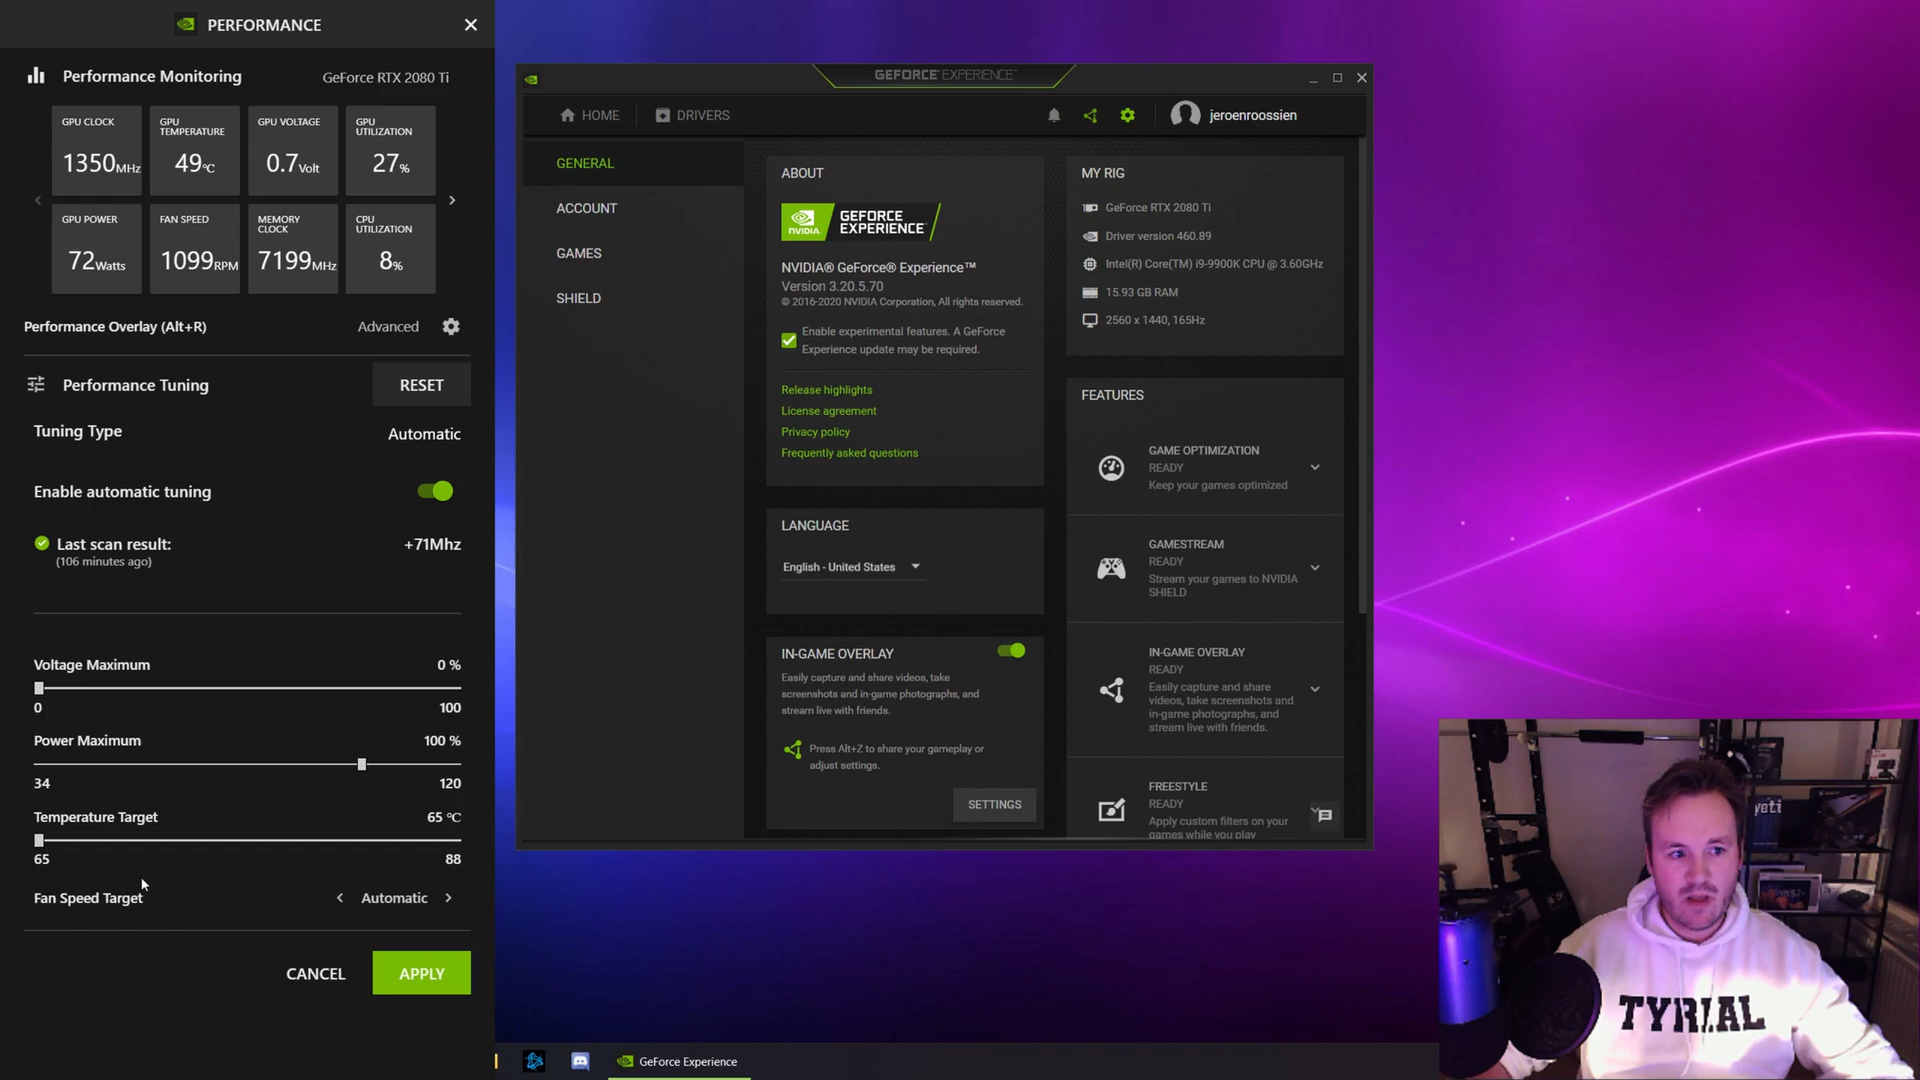 PERFORMANCE
Performance Monitoring
GeForce RTX 2080 Ti
GPU CLOCK
1350MHz
GPU TEMPERATURE
49°C
GPU VOLTAGE
0.7Volt
GPU UTILIZATION
27%
GPU POWER
72Watts
FAN SPEED
1099RPM
MEMORY CLOCK
7199MHz
CPU UTILIZATION
8%
Performance Overlay (Alt+R)
Advanced
Performance Tuning
RESET
Tuning Type
Automatic
Enable automatic tuning
Last scan result:
+71Mhz
(106 minutes ago)
Voltage Maximum
0 %
0
100
Power Maximum
100 %
34
120
Temperature Target
65 °C
65
88
Fan Speed Target
Automatic
CANCEL
APPLY
GEFORCE® EXPERIENCE™
HOME
DRIVERS
jeroenroossien
GENERAL
ACCOUNT
GAMES
SHIELD
ABOUT
NVIDIA.
GEFORCE
EXPERIENCE
NVIDIA® GeForce® Experience™
Version 3.20.5.70
© 2016-2020 NVIDIA Corporation, All rights reserved.
Enable experimental features. A GeForce
Experience update may be required.
Release highlights
License agreement
Privacy policy
Frequently asked questions
LANGUAGE
English - United States
IN-GAME OVERLAY
Easily capture and share videos, take
screenshots and in-game photographs, and
stream live with friends.
Press Alt+Z to share your gameplay or
adjust settings.
SETTINGS
MY RIG
GeForce RTX 2080 Ti
Driver version 460.89
Intel(R) Core(TM) i9-9900K CPU @ 3.60GHz
15.93 GB RAM
2560 x 1440, 165Hz
FEATURES
GAME OPTIMIZATION
READY
Keep your games optimized
GAMESTREAM
READY
Stream your games to NVIDIA
SHIELD
IN-GAME OVERLAY
READY
Easily capture and share
videos, take screenshots and
in-game photographs, and
stream live with friends.
FREESTYLE
READY
Apply custom filters on your
games while you play
GeForce Experience
yeti
TYRIAL